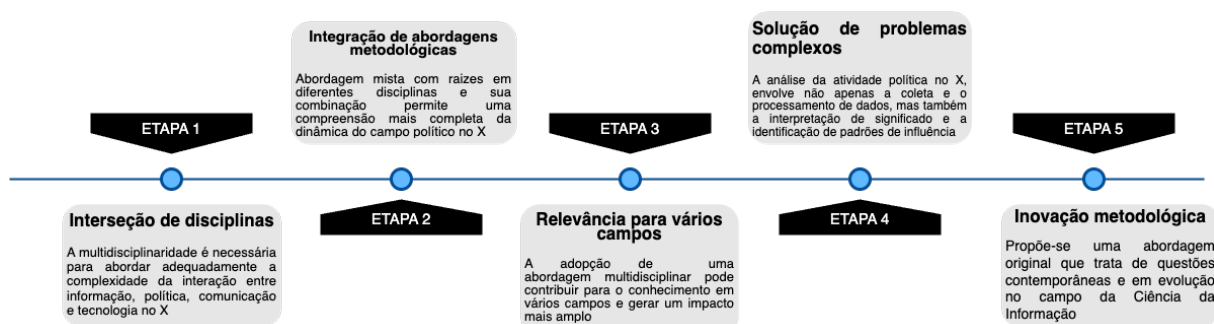 ETAPA 1
Interseção de disciplinas
A multidisciplinaridade é necessária
para abordar adequadamente a
complexidade da interação entre
informação, política, comunicação
e tecnologia no X
Integração de abordagens
metodológicas
Abordagem mista com raizes em
diferentes disciplinas e sua
combinação permite uma
compreensão mais completa da
dinâmica do campo político no X
ETAPA 2
ETAPA 3
Relevância para vários
campos
A adopção de uma
abordagem multidisciplinar pode
contribuir para o conhecimento em
vários campos e gerar um impacto
mais amplo
Solução de problemas
complexos
A análise da atividade política no X,
envolve não apenas a coleta e o
processamento de dados, mas também
a interpretação de significado e a
identificação de padrões de influência
ETAPA 4
ETAPA 5
Inovação metodológica
Propõe-se uma abordagem
original que trata de questões
contemporâneas e em evolução
no campo da Ciência da
Informação